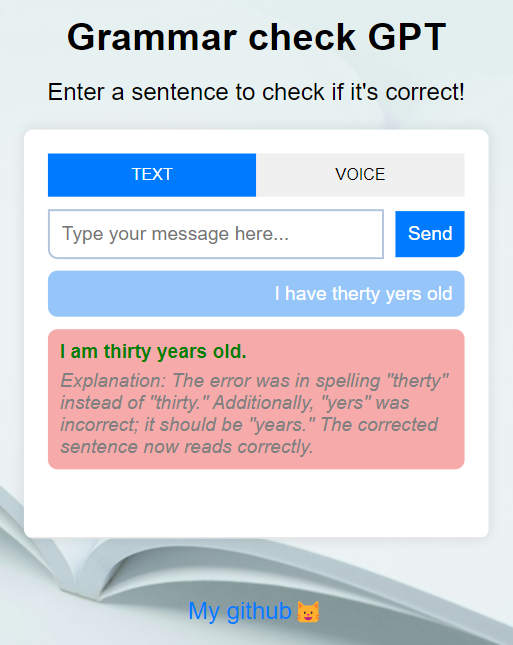 Grammar check GPT
Enter a sentence to check if it's correct!
TEXT
VOICE
Type your message here...
Send
I have therty yers old
I am thirty years old.
Explanation: The error was in spelling "therty"
instead of "thirty." Additionally, "yers" was
incorrect; it should be "years." The corrected
sentence now reads correctly.
My github😺